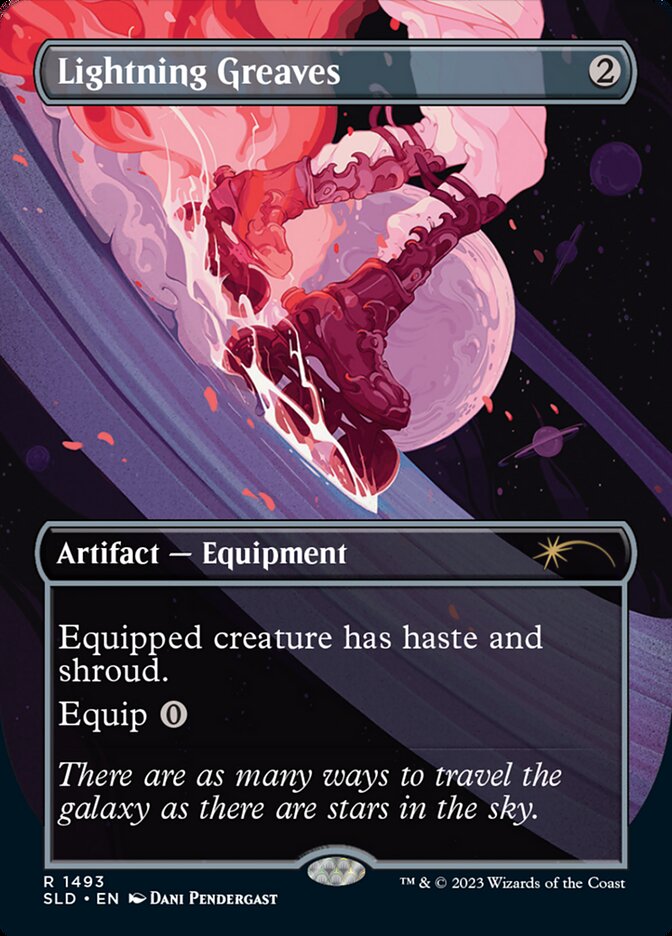 Lightning Greaves 2
Artifact — Equipment
Equipped creature has haste and
shroud.
Equip 0
There are as many ways to travel the
galaxy as there are stars in the sky.
R 1493
SLD • EN Dani Pendergast
™ & © 2023 Wizards of the Coast